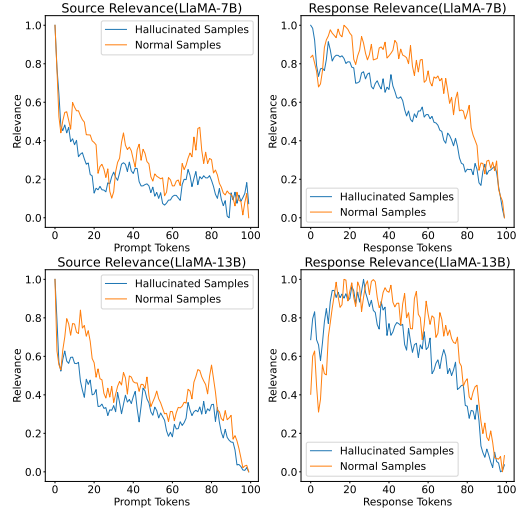 Source Relevance(LlaMA-7B)
Hallucinated Samples
Normal Samples
1.0
0.8
0.6
0.4
0.2
0.0
Relevance
0 20 40 60 80 100
Prompt Tokens
Response Relevance(LLaMA-7B)
1.0
0.8
0.6
0.4
0.2
0.0
Relevance
Hallucinated Samples
Normal Samples
0 20 40 60 80 100
Response Tokens
Source Relevance(LlaMA-13B)
Hallucinated Samples
Normal Samples
1.0
0.8
0.6
0.4
0.2
0.0
Relevance
0 20 40 60 80 100
Prompt Tokens
Response Relevance(LLaMA-13B)
1.0
0.8
0.6
0.4
0.2
0.0
Relevance
Hallucinated Samples
Normal Samples
0 20 40 60 80 100
Response Tokens